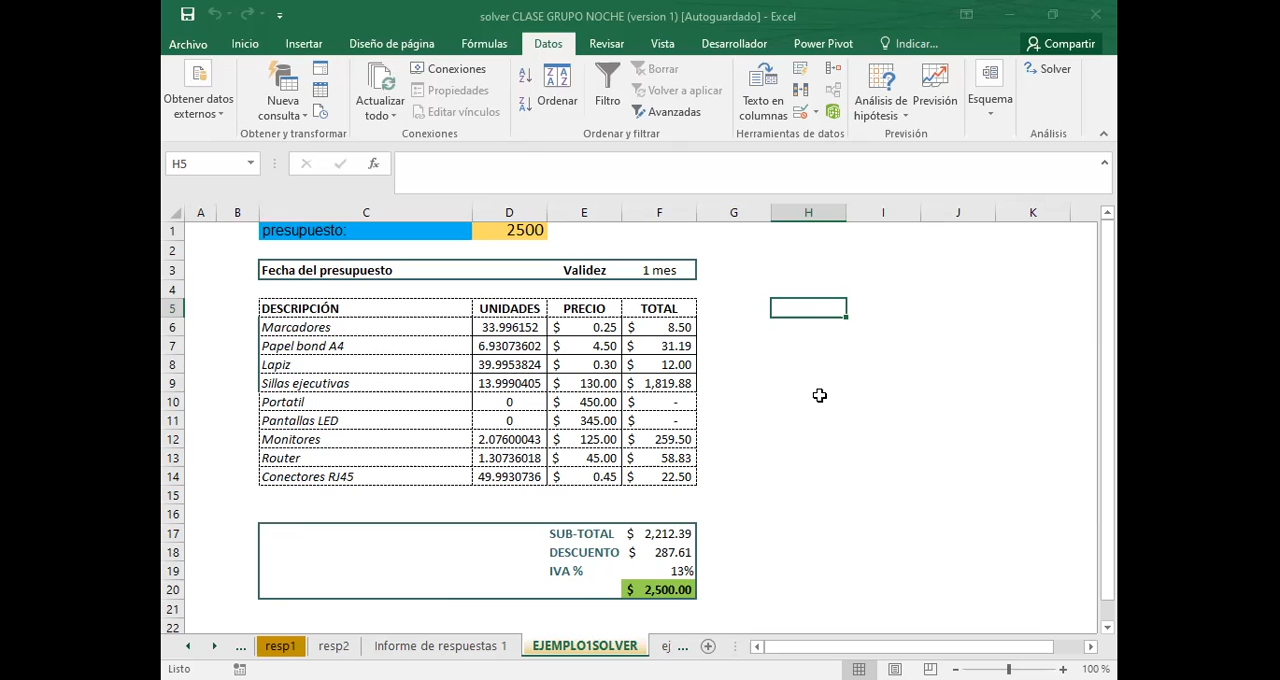 solver CLASE GRUPO NOCHE (version 1) [Autoguardado] - Excel
Archivo Inicio Insertar Diseño de página Fórmulas Datos Revisar Vista Desarrollador Power Pivot Indicar... Compartir
Obtener datos externos
Nueva consulta
Obtener y transformar
Actualizar todo
Conexiones
Propiedades
Editar vínculos
Conexiones
Ordenar
Filtro
Borrar
Volver a aplicar
Avanzadas
Ordenar y filtrar
Texto en columnas
Herramientas de datos
Análisis de hipótesis
Previsión
Previsión
Esquema
Solver
Análisis
H5 fx
A B C D E F G H I J K
1 presupuesto: 2500
2
3 Fecha del presupuesto Validez 1 mes
4
5 DESCRIPCIÓN UNIDADES PRECIO TOTAL
6 Marcadores 33.996152 $ 0.25 $ 8.50
7 Papel bond A4 6.93073602 $ 4.50 $ 31.19
8 Lapiz 39.9953824 $ 0.30 $ 12.00
9 Sillas ejecutivas 13.9990405 $ 130.00 $ 1,819.88
10 Portatil 0 $ 450.00 $ -
11 Pantallas LED 0 $ 345.00 $ -
12 Monitores 2.07600043 $ 125.00 $ 259.50
13 Router 1.30736018 $ 45.00 $ 58.83
14 Conectores RJ45 49.9930736 $ 0.45 $ 22.50
15
16
17 SUB-TOTAL $ 2,212.39
18 DESCUENTO $ 287.61
19 IVA % 13%
20 $ 2,500.00
21
22
... resp1 resp2 Informe de respuestas 1 EJEMPLO1SOLVER ej ...
Listo 100 %